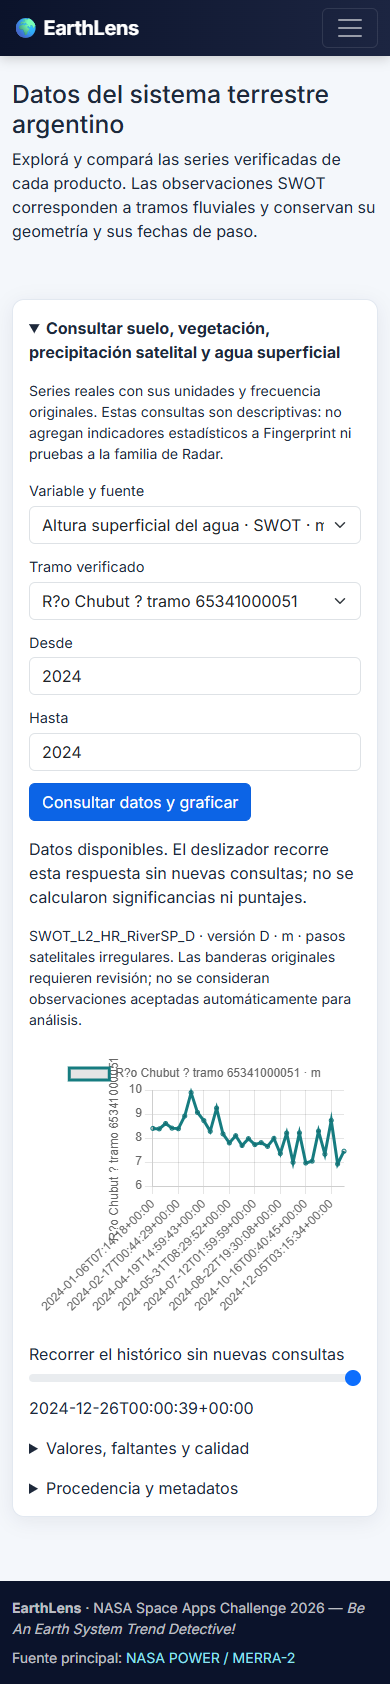 EarthLens
Datos del sistema terrestre
argentino
Explorá y compará las series verificadas de
cada producto. Las observaciones SWOT
corresponden a tramos fluviales y conservan su
geometría y sus fechas de paso.
▼ Consultar suelo, vegetación,
precipitación satelital y agua superficial
Series reales con sus unidades y frecuencia
originales. Estas consultas son descriptivas: no
agregan indicadores estadísticos a Fingerprint ni
pruebas a la familia de Radar.
Variable y fuente
Altura superficial del agua · SWOT · m
Tramo verificado
R?o Chubut ? tramo 65341000051
Desde
2024
Hasta
2024
Consultar datos y graficar
Datos disponibles. El deslizador recorre
esta respuesta sin nuevas consultas; no se
calcularon significancias ni puntajes.
SWOT_L2_HR_RiverSP_D · versión D · m · pasos
satelitales irregulares. Las banderas originales
requieren revisión; no se consideran
observaciones aceptadas automáticamente para
análisis.
R?o Chubut ? tramo 65341000051 · m
R?o Chubut ? tramo 65341000051
10
9
8
7
6
2024-01-06T07:14:18+00:00
2024-02-17T00:44:29+00:00
2024-04-19T14:59:43+00:00
2024-05-31T08:29:52+00:00
2024-07-12T01:59:59+00:00
2024-08-22T19:30:08+00:00
2024-10-16T00:40:45+00:00
2024-12-05T03:15:34+00:00
Recorrer el histórico sin nuevas consultas
2024-12-26T00:00:39+00:00
▶ Valores, faltantes y calidad
▶ Procedencia y metadatos
EarthLens · NASA Space Apps Challenge 2026 — Be
An Earth System Trend Detective!
Fuente principal: NASA POWER / MERRA-2